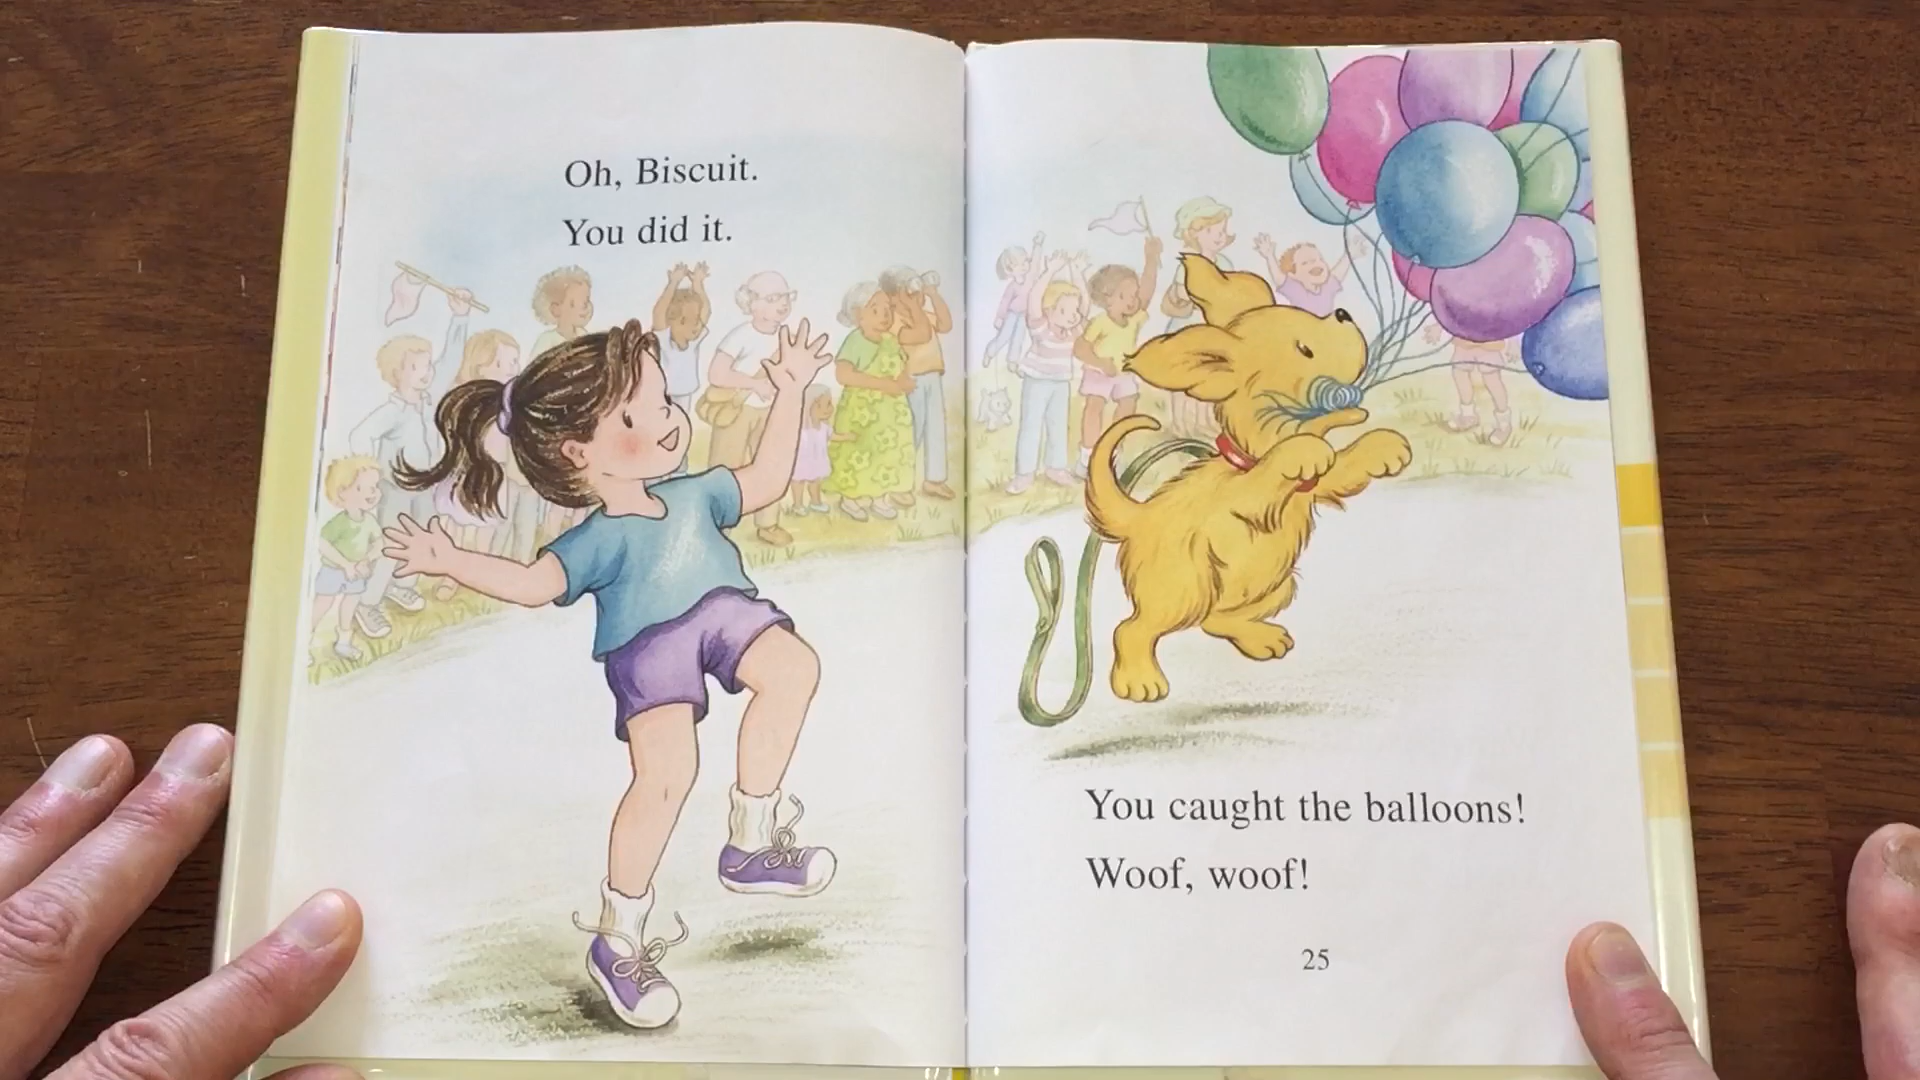 Oh, Biscuit.
You did it.
You caught the balloons!
Woof, woof!
25